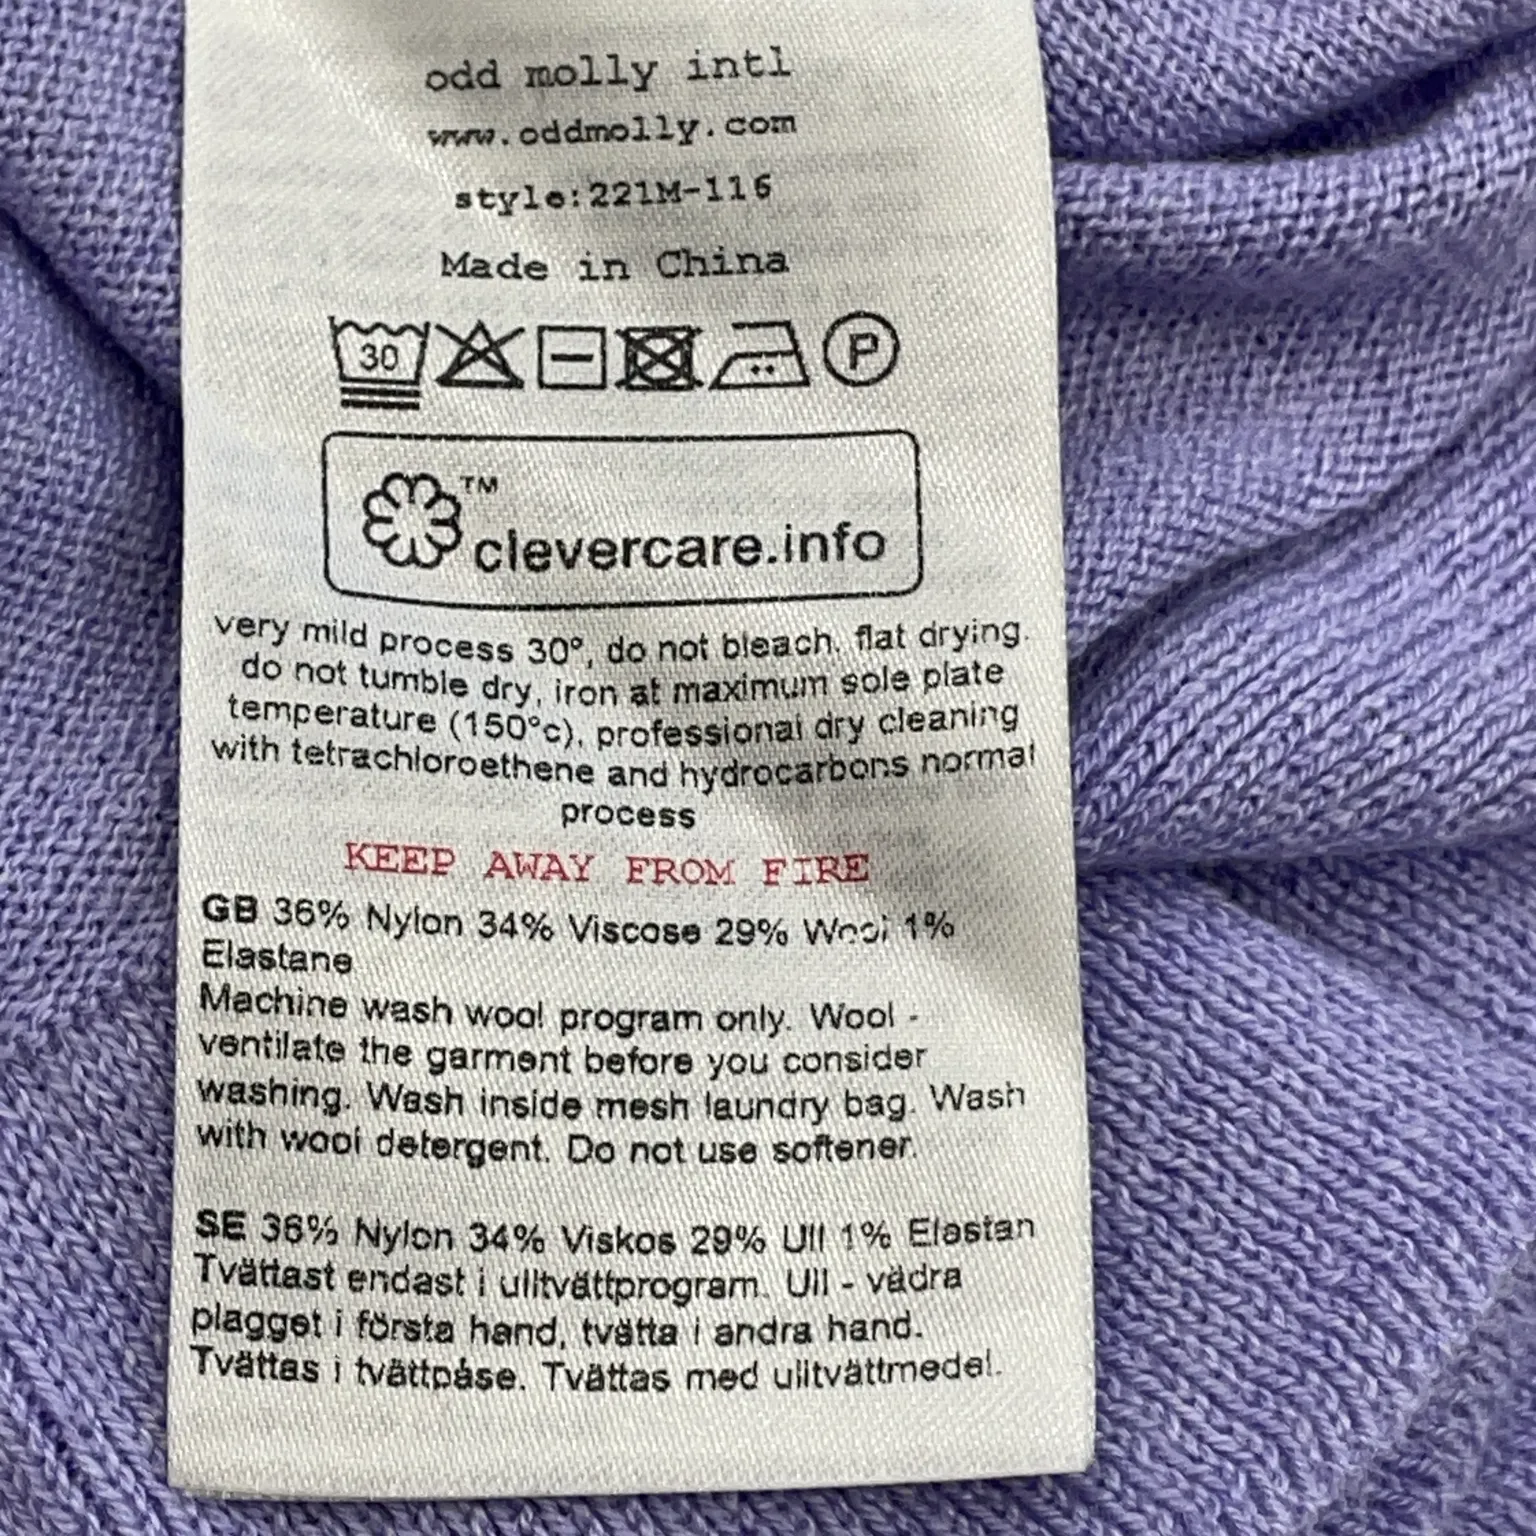 odd molly intl
www.oddmolly.com
style:221M-116
Made in China
30 P
TM
clevercare.info
very mild process 30°, do not bleach. flat drying.
do not tumble dry, iron at maximum sole plate
temperature (150°c), professional dry cleaning
with tetrachloroethene and hydrocarbons normal
process
KEEP AWAY FROM FIRE
GB 36% Nylon 34% Viscose 29% Wool 1%
Elastane
Machine wash wool program only. Wool -
ventilate the garment before you consider
washing. Wash inside mesh laundry bag. Wash
with wool detergent. Do not use softener.
SE 36% Nylon 34% Viskos 29% Ull 1% Elastan
Tvättast endast i ulltvättprogram. Ull - vädra
plagget i första hand, tvätta i andra hand.
Tvättas i tvättpåse. Tvättas med ulltvättmedel.